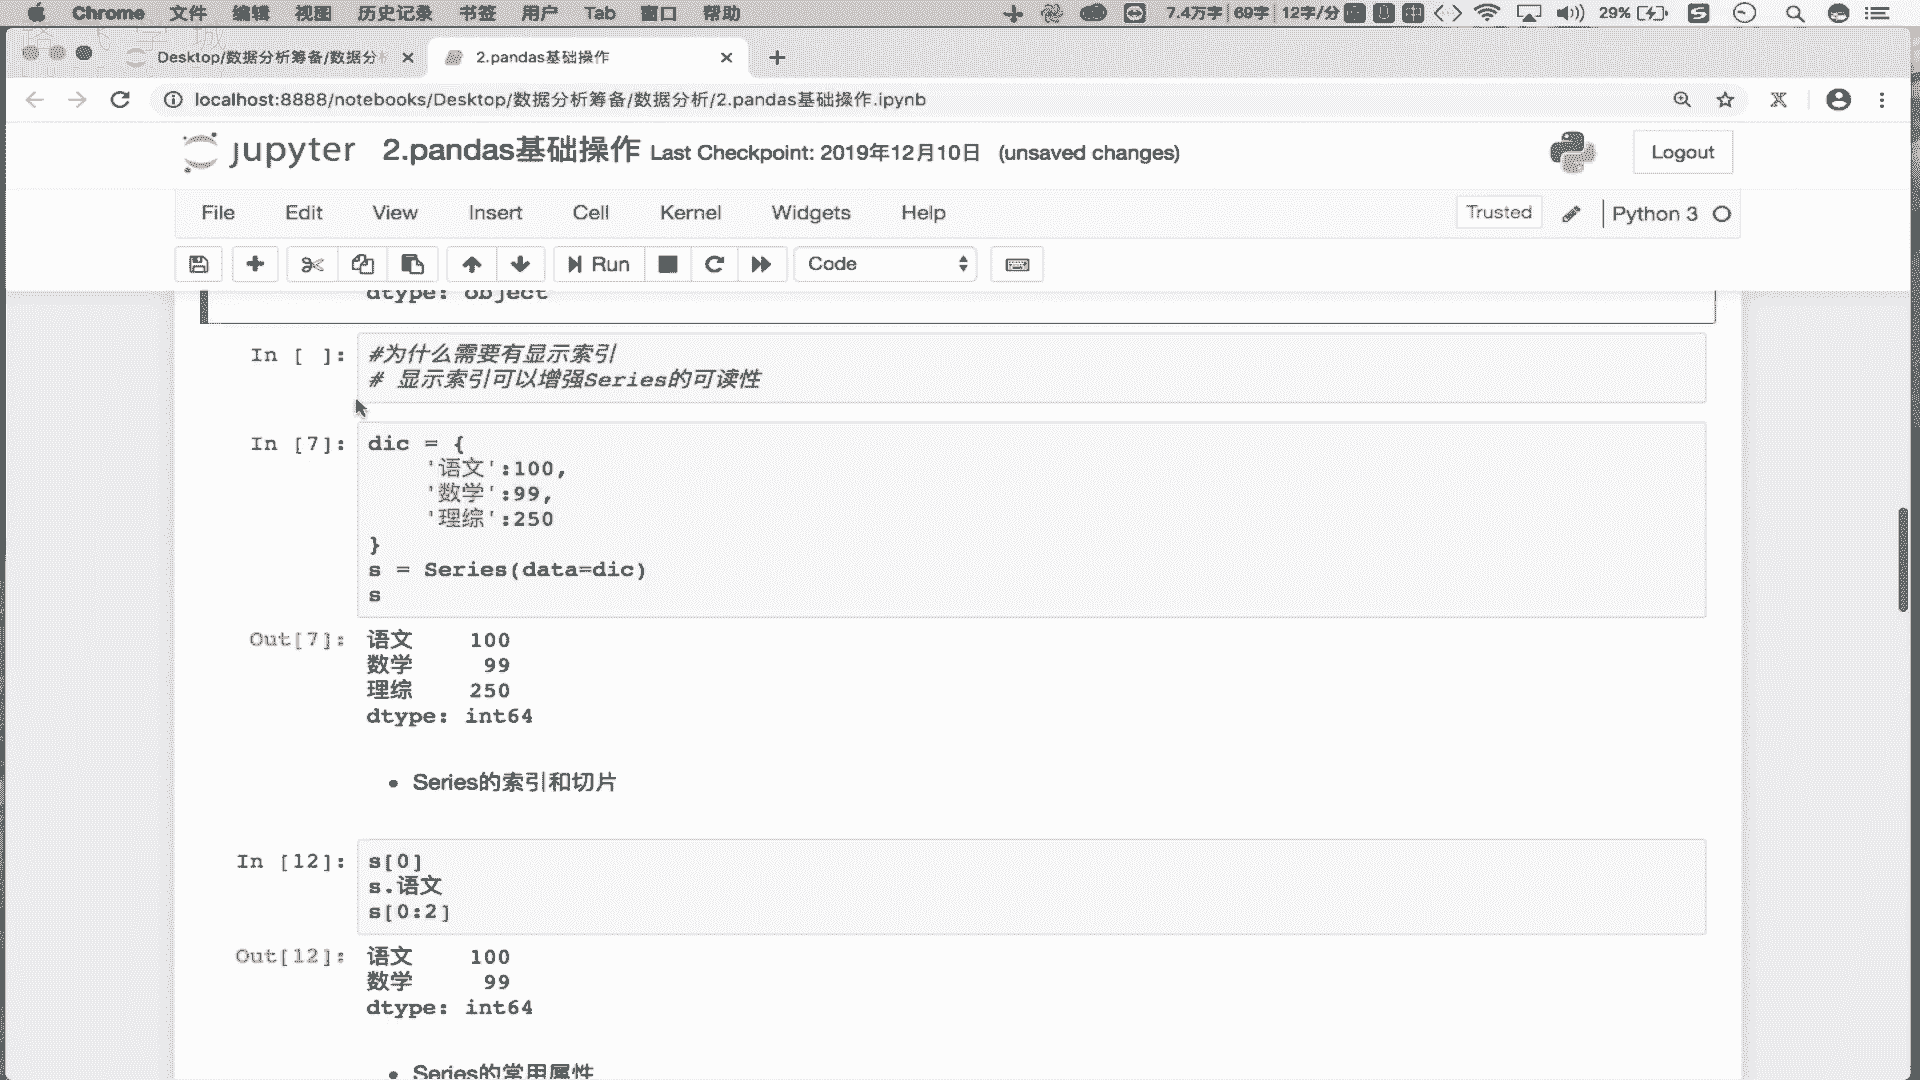 Chrome 文件 编辑 视图 历史记录 书签 用户 Tab 窗口 帮助 7.4万字 69字 12字/分 29%
Desktop/数据分析筹备/数据分 2.pandas基础操作
localhost:8888/notebooks/Desktop/数据分析筹备/数据分析/2.pandas基础操作.ipynb
jupyter 2.pandas基础操作 Last Checkpoint: 2019年12月10日 (unsaved changes) Logout
File Edit View Insert Cell Kernel Widgets Help Trusted Python 3
Run Code
dtype: object
In [ ]: #为什么需要有显示索引
# 显示索引可以增强Series的可读性
In [7]: dic = {
'语文':100,
'数学':99,
'理综':250
}
s = Series(data=dic)
s
Out[7]: 语文 100
数学 99
理综 250
dtype: int64
• Series的索引和切片
In [12]: s[0]
s.语文
s[0:2]
Out[12]: 语文 100
数学 99
dtype: int64
• Series的常用属性